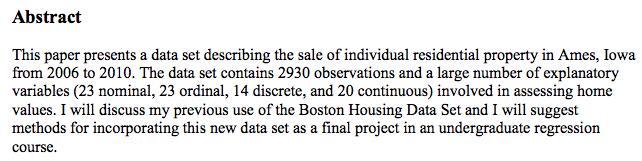 Abstract
This paper presents a data set describing the sale of individual residential property in Ames, Iowa
from 2006 to 2010. The data set contains 2930 observations and a large number of explanatory
variables (23 nominal, 23 ordinal, 14 discrete, and 20 continuous) involved in assessing home
values. I will discuss my previous use of the Boston Housing Data Set and I will suggest
methods for incorporating this new data set as a final project in an undergraduate regression
course.